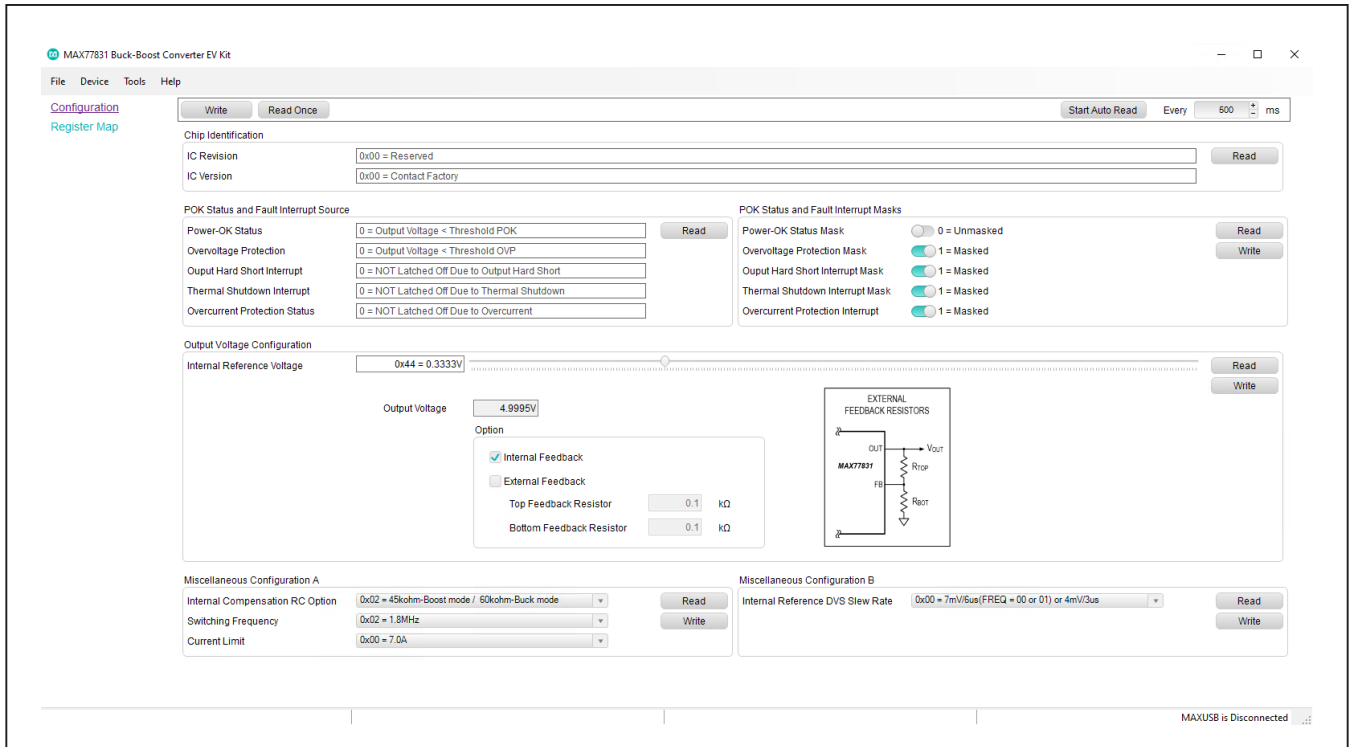 MAX77831 Buck-Boost Converter EV Kit
File Device Tools Help
Configuration
Register Map
Write Read Once Start Auto Read Every 500 ms
Chip Identification
IC Revision 0x00 = Reserved Read
IC Version 0x00 = Contact Factory
POK Status and Fault Interrupt Source
Power-OK Status 0 = Output Voltage < Threshold POK Read
Overvoltage Protection 0 = Output Voltage < Threshold OVP
Ouput Hard Short Interrupt 0 = NOT Latched Off Due to Output Hard Short
Thermal Shutdown Interrupt 0 = NOT Latched Off Due to Thermal Shutdown
Overcurrent Protection Status 0 = NOT Latched Off Due to Overcurrent
POK Status and Fault Interrupt Masks
Power-OK Status Mask 0 = Unmasked Read
Overvoltage Protection Mask 1 = Masked Write
Ouput Hard Short Interrupt Mask 1 = Masked
Thermal Shutdown Interrupt Mask 1 = Masked
Overcurrent Protection Interrupt 1 = Masked
Output Voltage Configuration
Internal Reference Voltage 0x44 = 0.3333V Read
Write
Output Voltage 4.9995V
Option
Internal Feedback
External Feedback
Top Feedback Resistor 0.1 kΩ
Bottom Feedback Resistor 0.1 kΩ
EXTERNAL
FEEDBACK RESISTORS
OUT VOUT
MAX77831 RTOP
FB
RBOT
Miscellaneous Configuration A
Internal Compensation RC Option 0x02 = 45kohm-Boost mode / 60kohm-Buck mode Read
Switching Frequency 0x02 = 1.8MHz Write
Current Limit 0x00 = 7.0A
Miscellaneous Configuration B
Internal Reference DVS Slew Rate 0x00 = 7mV/6us(FREQ = 00 or 01) or 4mV/3us Read
Write
MAXUSB is Disconnected